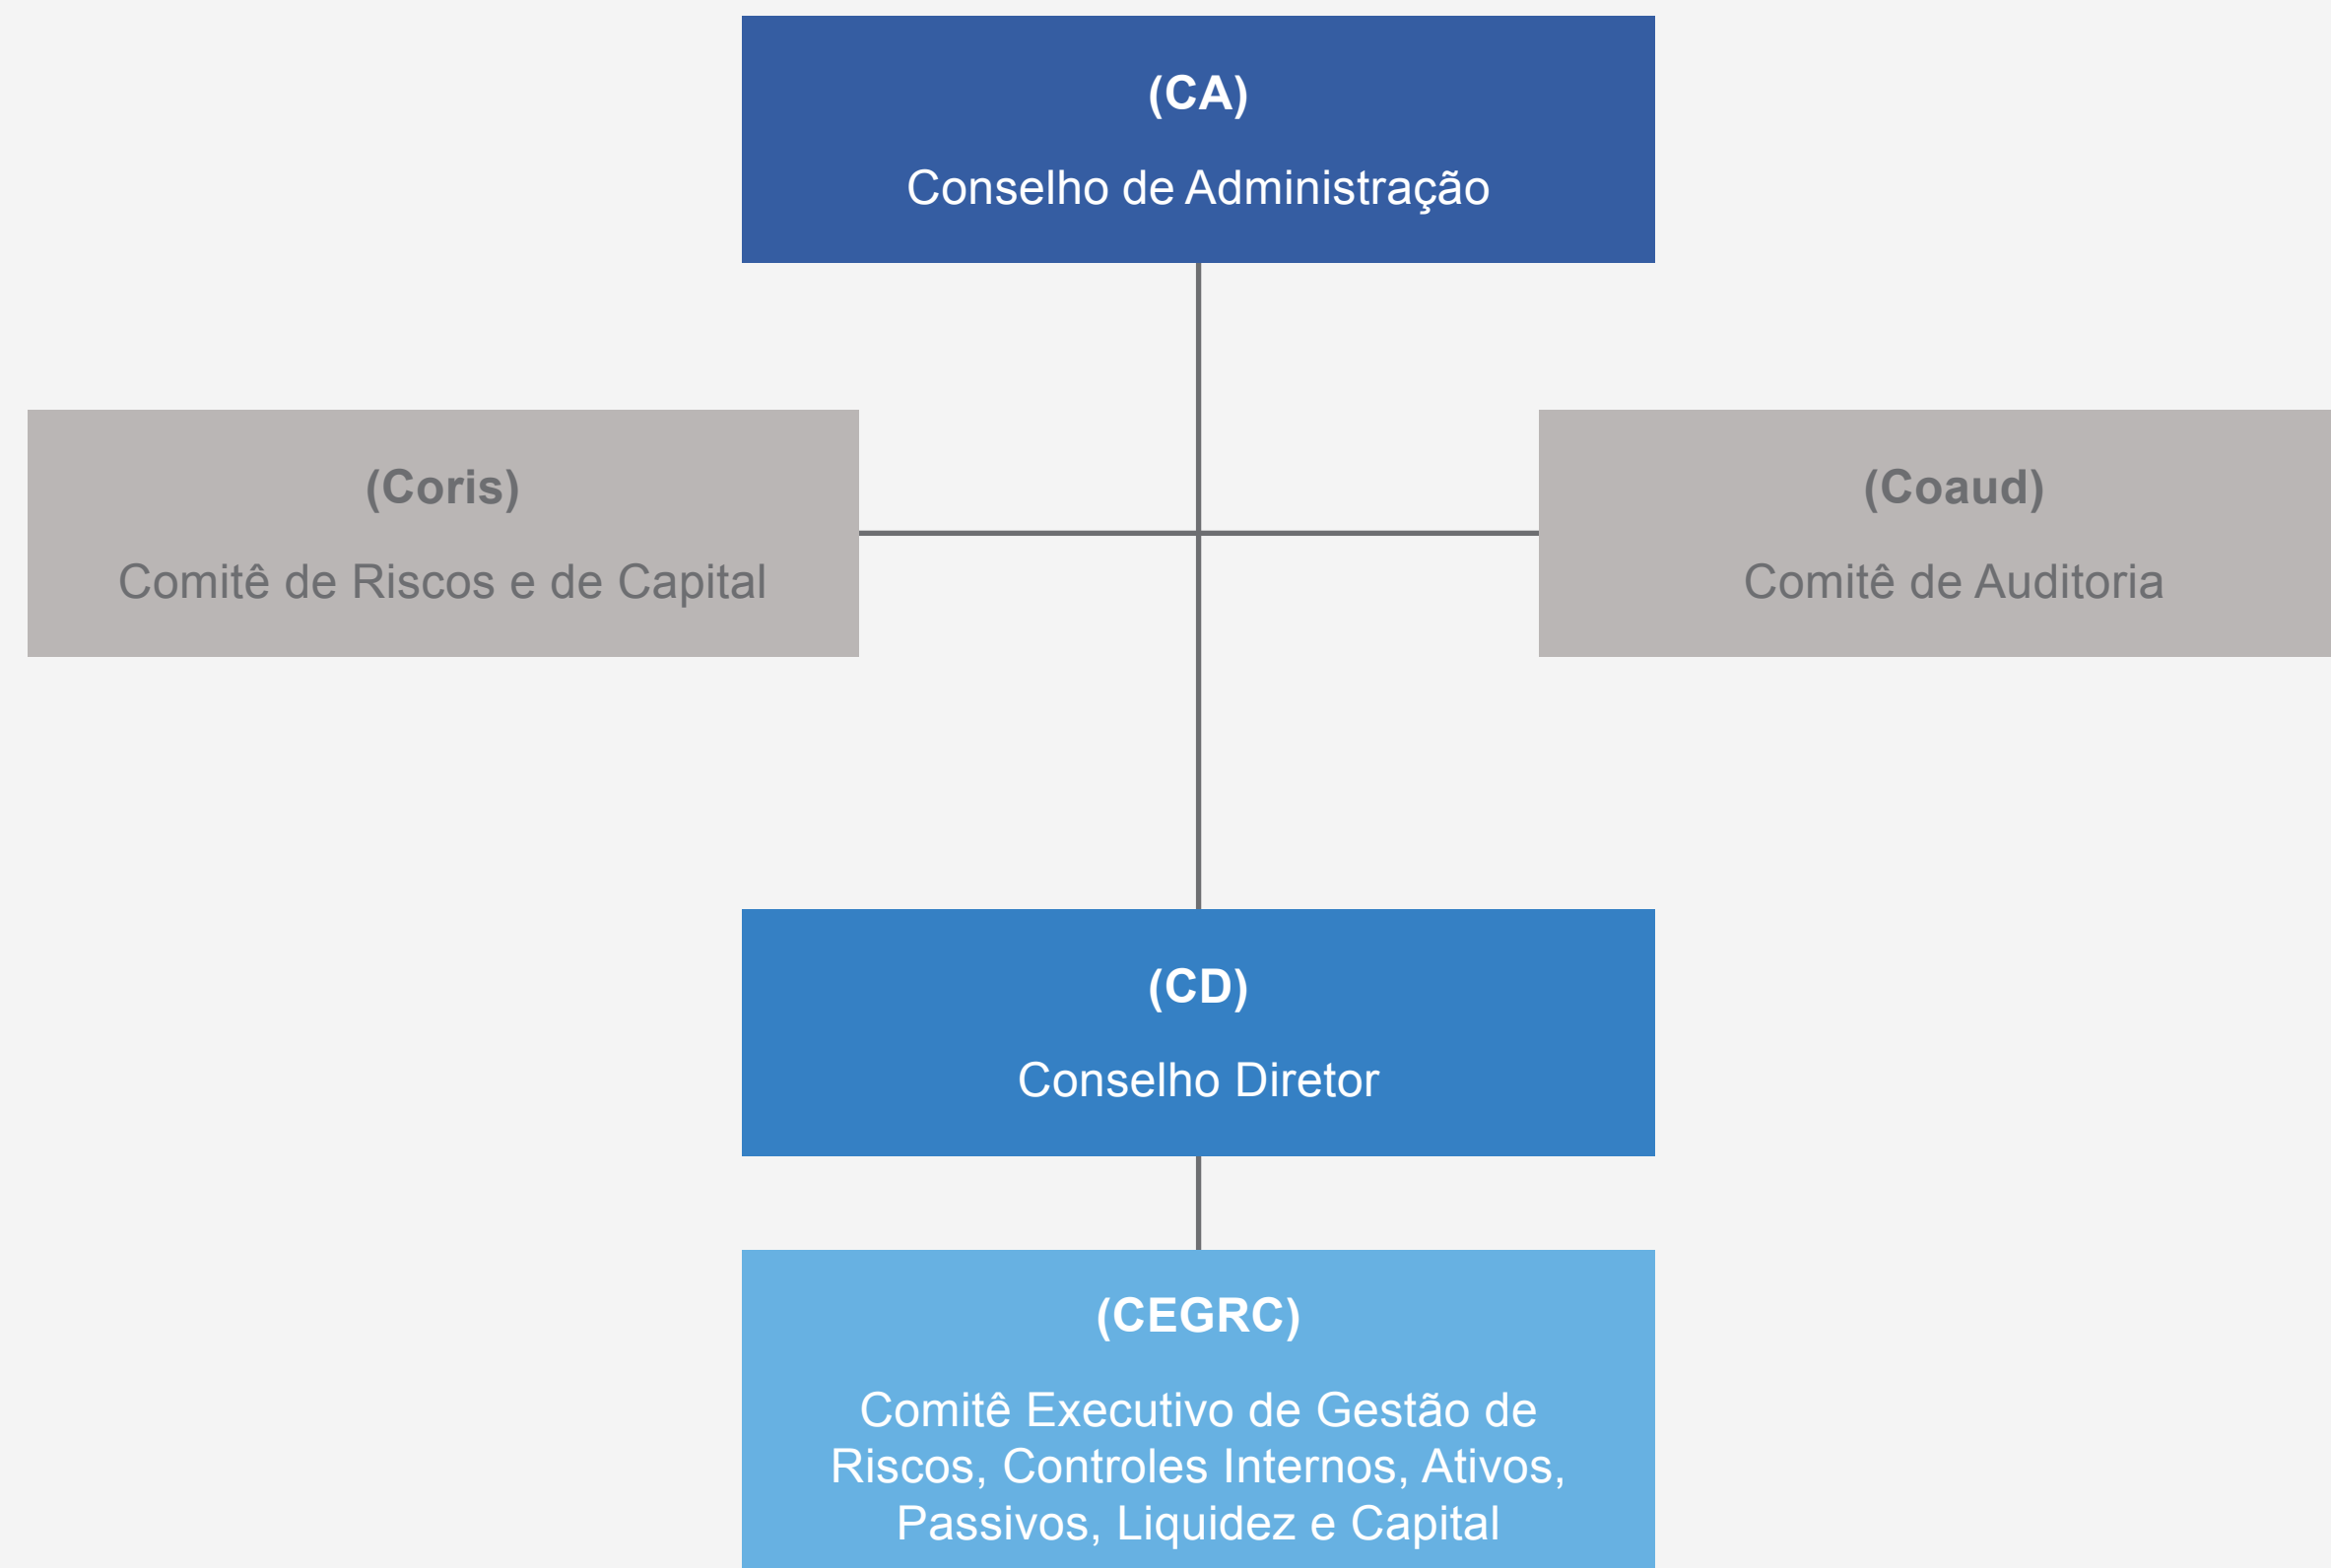 (CA)
Conselho de Administração
(Coris)
Comitê de Riscos e de Capital
(Coaud)
Comitê de Auditoria
(CD)
Conselho Diretor
(CEGRC)
Comitê Executivo de Gestão de
Riscos, Controles Internos, Ativos,
Passivos, Liquidez e Capital